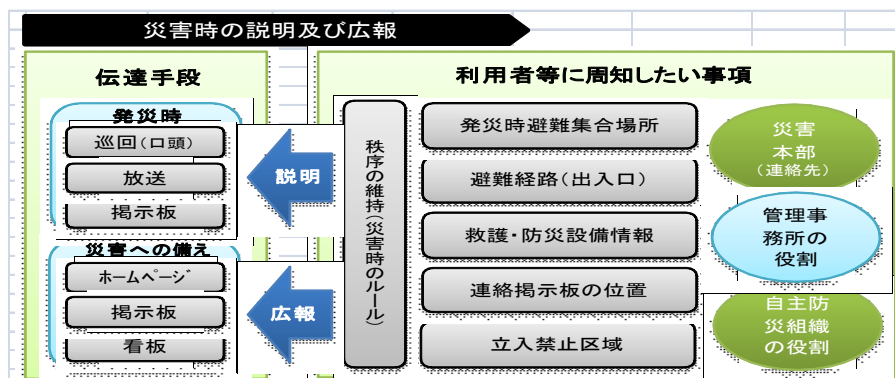 災害時の説明及び広報
伝達手段
発災時
巡回(口頭)
放送
掲示板
災害への備え
ホームページ
掲示板
看板
説明
広報
利用者等に周知したい事項
秩序の維持(災害時のルール)
発災時避難集合場所
避難経路(出入口)
救護・防災設備情報
連絡掲示板の位置
立入禁止区域
災害
本部
(連絡先)
管理事
務所の
役割
自主防
災組織
の役割